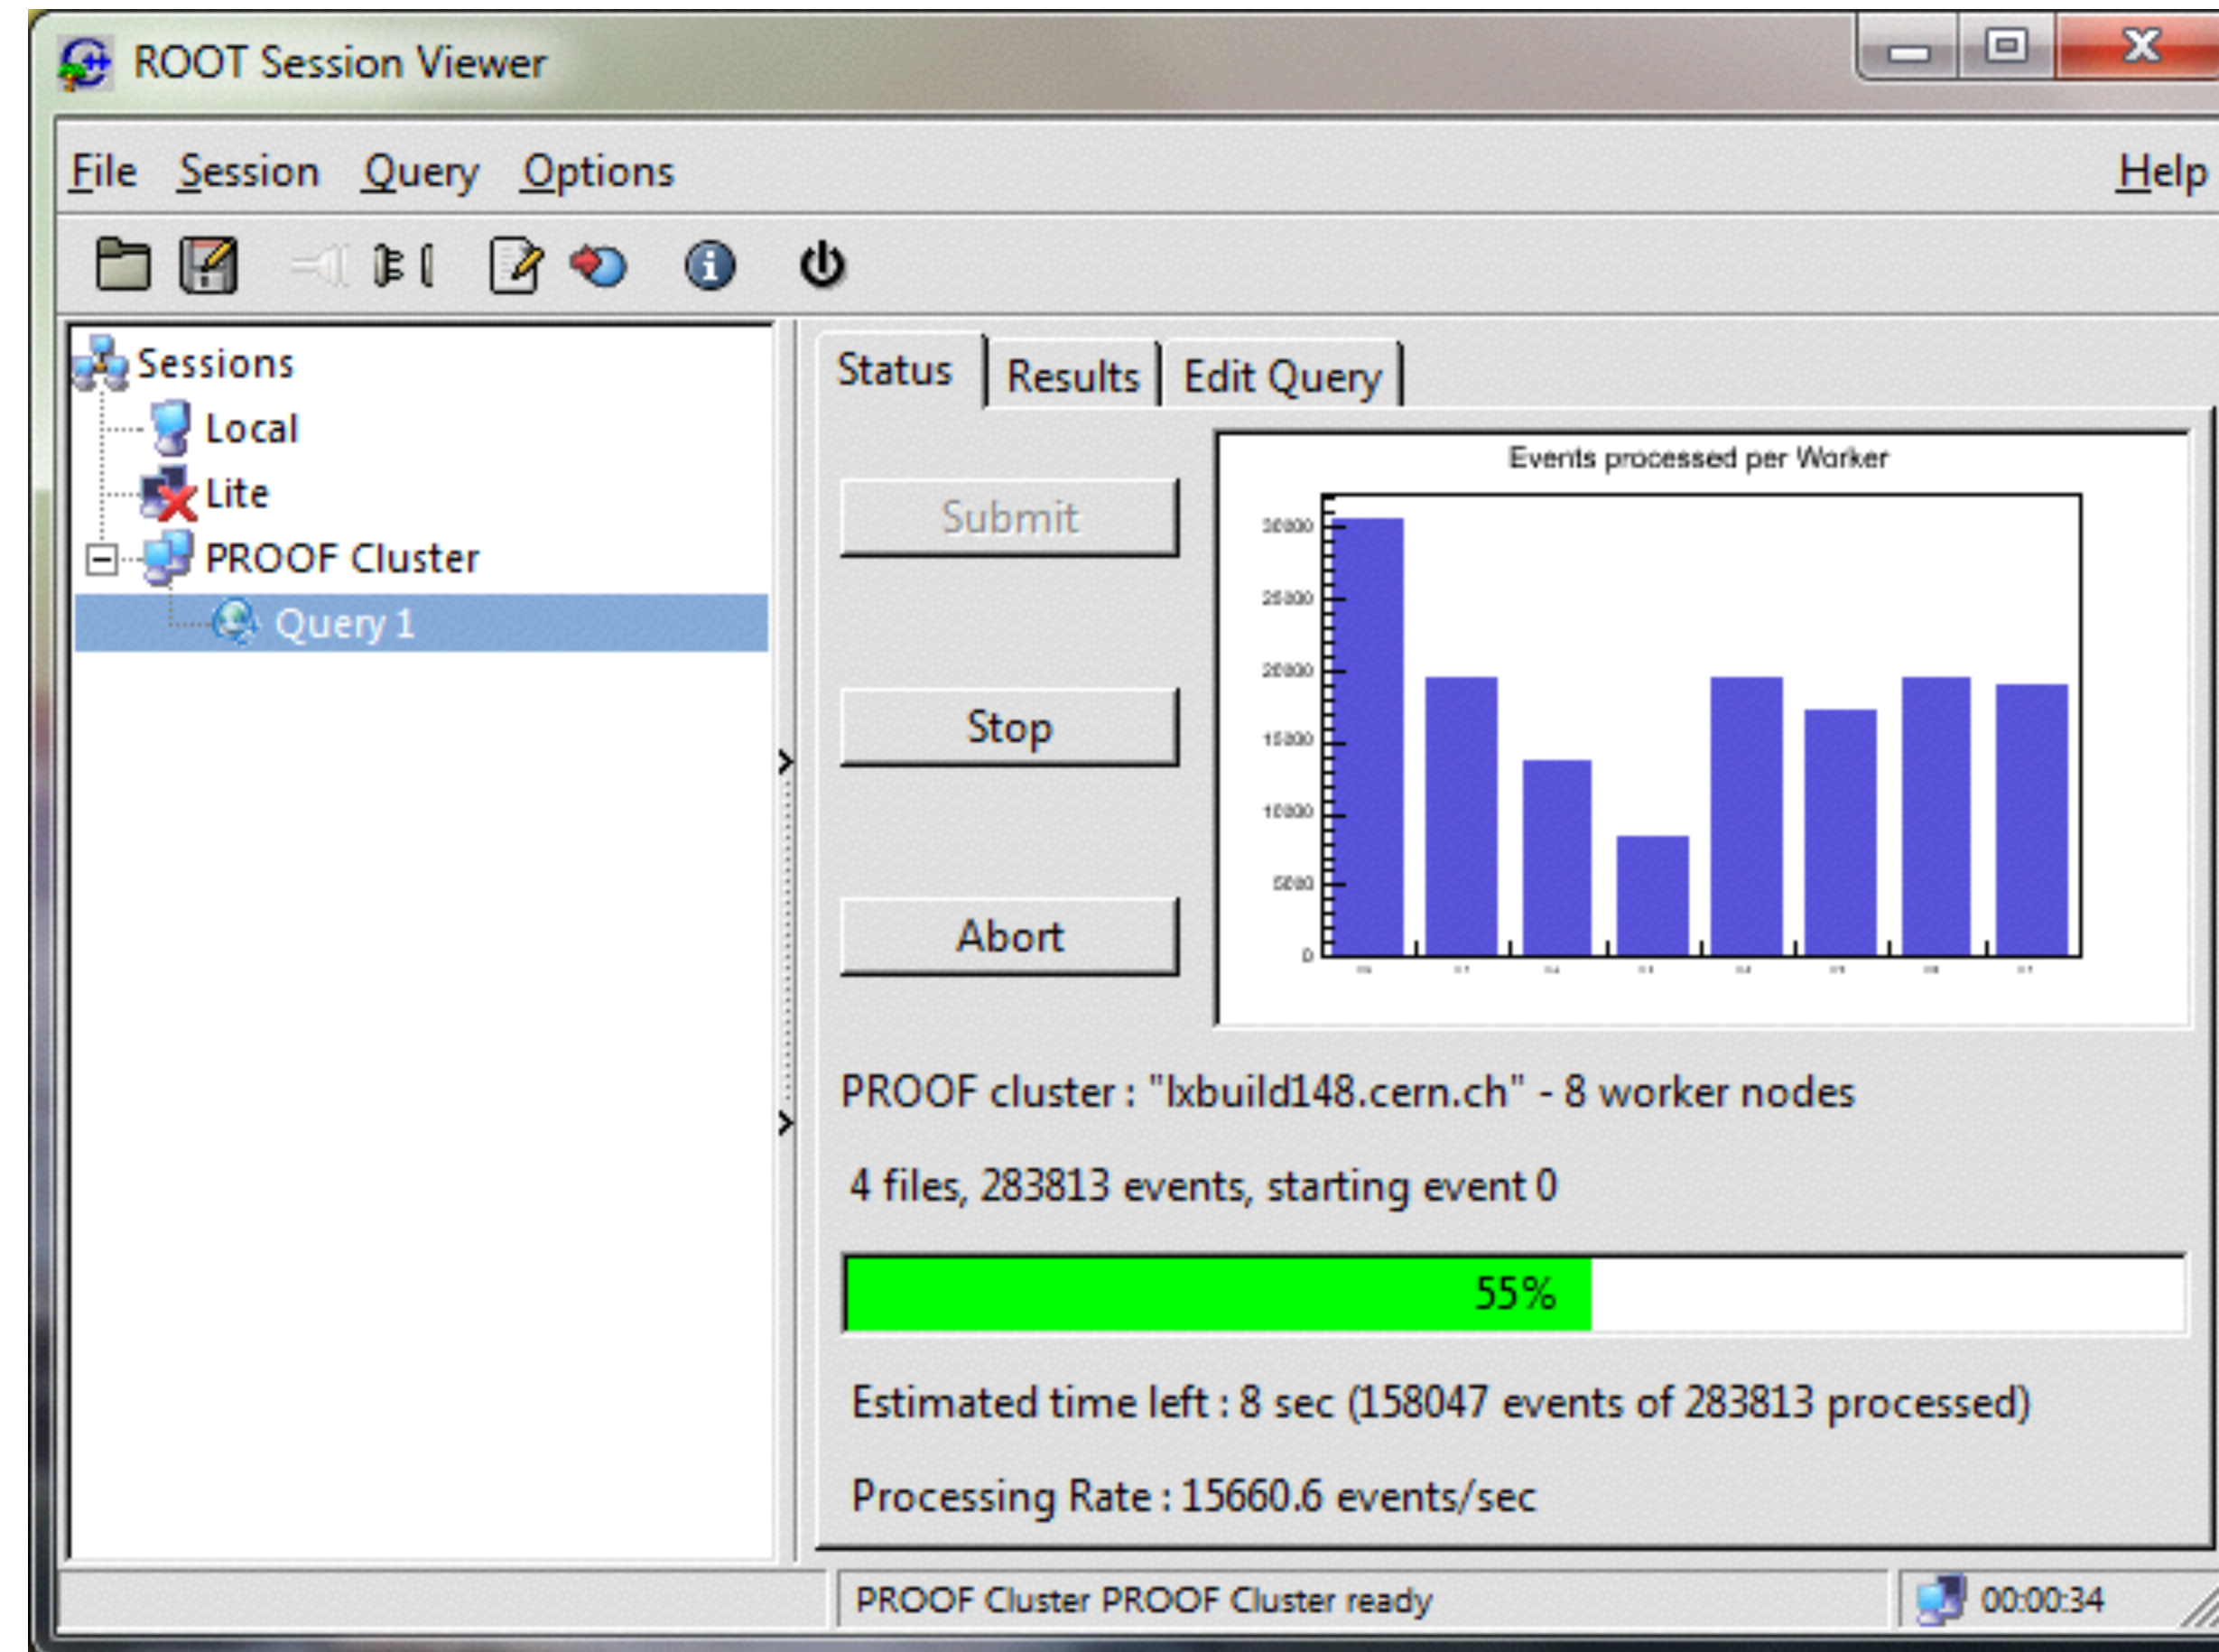 ROOT Session Viewer
File Session Query Options Help
Sessions
Local
Lite
PROOF Cluster
Query 1
Status Results Edit Query
Submit
Stop
Abort
Events processed per Worker
30000
25000
20000
15000
10000
5000
0
PROOF cluster : "lxbuild148.cern.ch" - 8 worker nodes
4 files, 283813 events, starting event 0
55%
Estimated time left : 8 sec (158047 events of 283813 processed)
Processing Rate : 15660.6 events/sec
PROOF Cluster PROOF Cluster ready
00:00:34